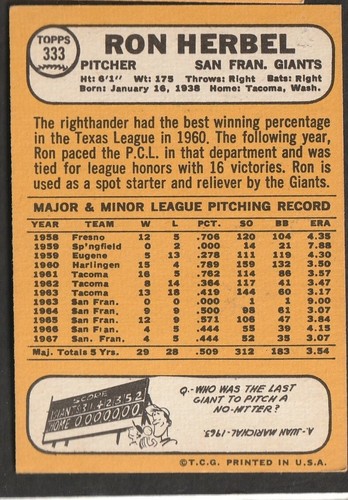 TOPPS
333
RON HERBEL
PITCHER SAN FRAN. GIANTS
Ht: 6'1" Wt: 175 Throws: Right Bats: Right
Born: January 16, 1938 Home: Tacoma, Wash.
The righthander had the best winning percentage
in the Texas League in 1960. The following year,
Ron paced the P.C.L. in that department and was
tied for league honors with 16 victories. Ron is
used as a spot starter and reliever by the Giants.
MAJOR & MINOR LEAGUE PITCHING RECORD
YEAR TEAM W L PCT. SO BB ERA
1958 Fresno 12 5 .706 120 104 4.35
1959 Sp'ngfield 0 2 .000 14 21 7.88
1959 Eugene 5 13 .278 111 119 4.30
1960 Harlingen 15 4 .789 159 132 3.50
1961 Tacoma 16 5 .762 114 86 3.57
1962 Tacoma 8 14 .364 117 41 3.47
1963 Tacoma 13 18 .419 144 60 3.17
1963 San Fran. 0 0 .000 1 1 9.00
1964 San Fran. 9 9 .500 98 61 3.07
1965 San Fran. 12 9 .571 106 47 3.84
1966 San Fran. 4 5 .444 55 39 4.15
1967 San. Fran. 4 5 .444 52 35 3.07
Maj. Totals 5 Yrs. 29 28 .509 312 183 3.54
SCORE
HOME 0000000
Q.-WHO WAS THE LAST
GIANT TO PITCH A
NO-HITTER?
A-JUAN MARICHAL-1963.
©T.C.G. PRINTED IN U.S.A.